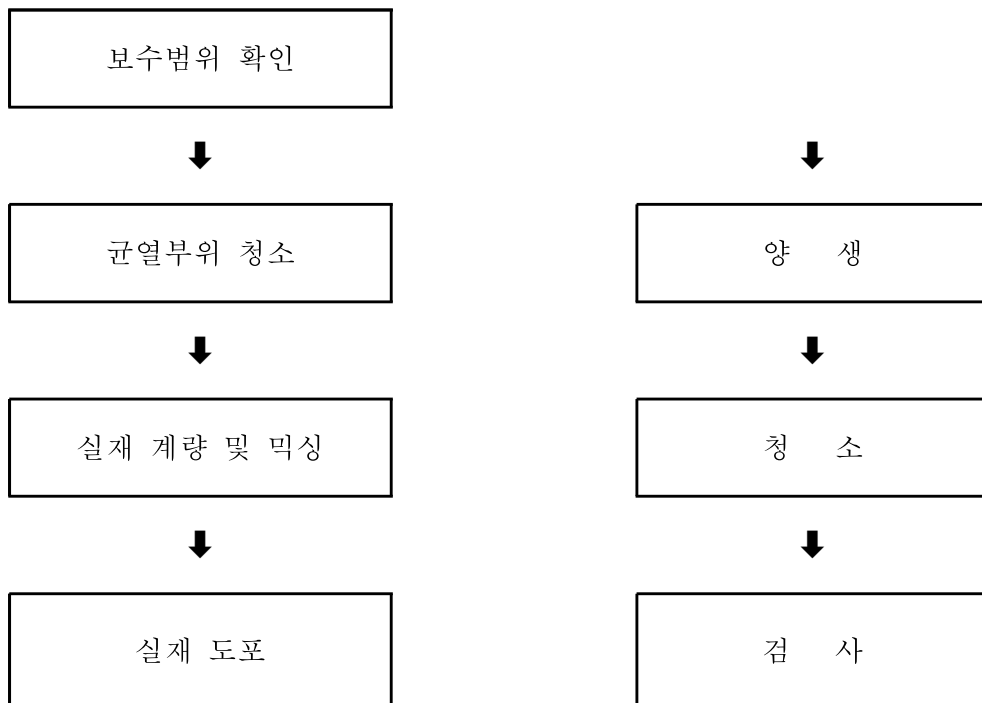 보수범위 확인
균열부위 청소
실재 계량 및 믹싱
실재 도포
양 생
청 소
검 사